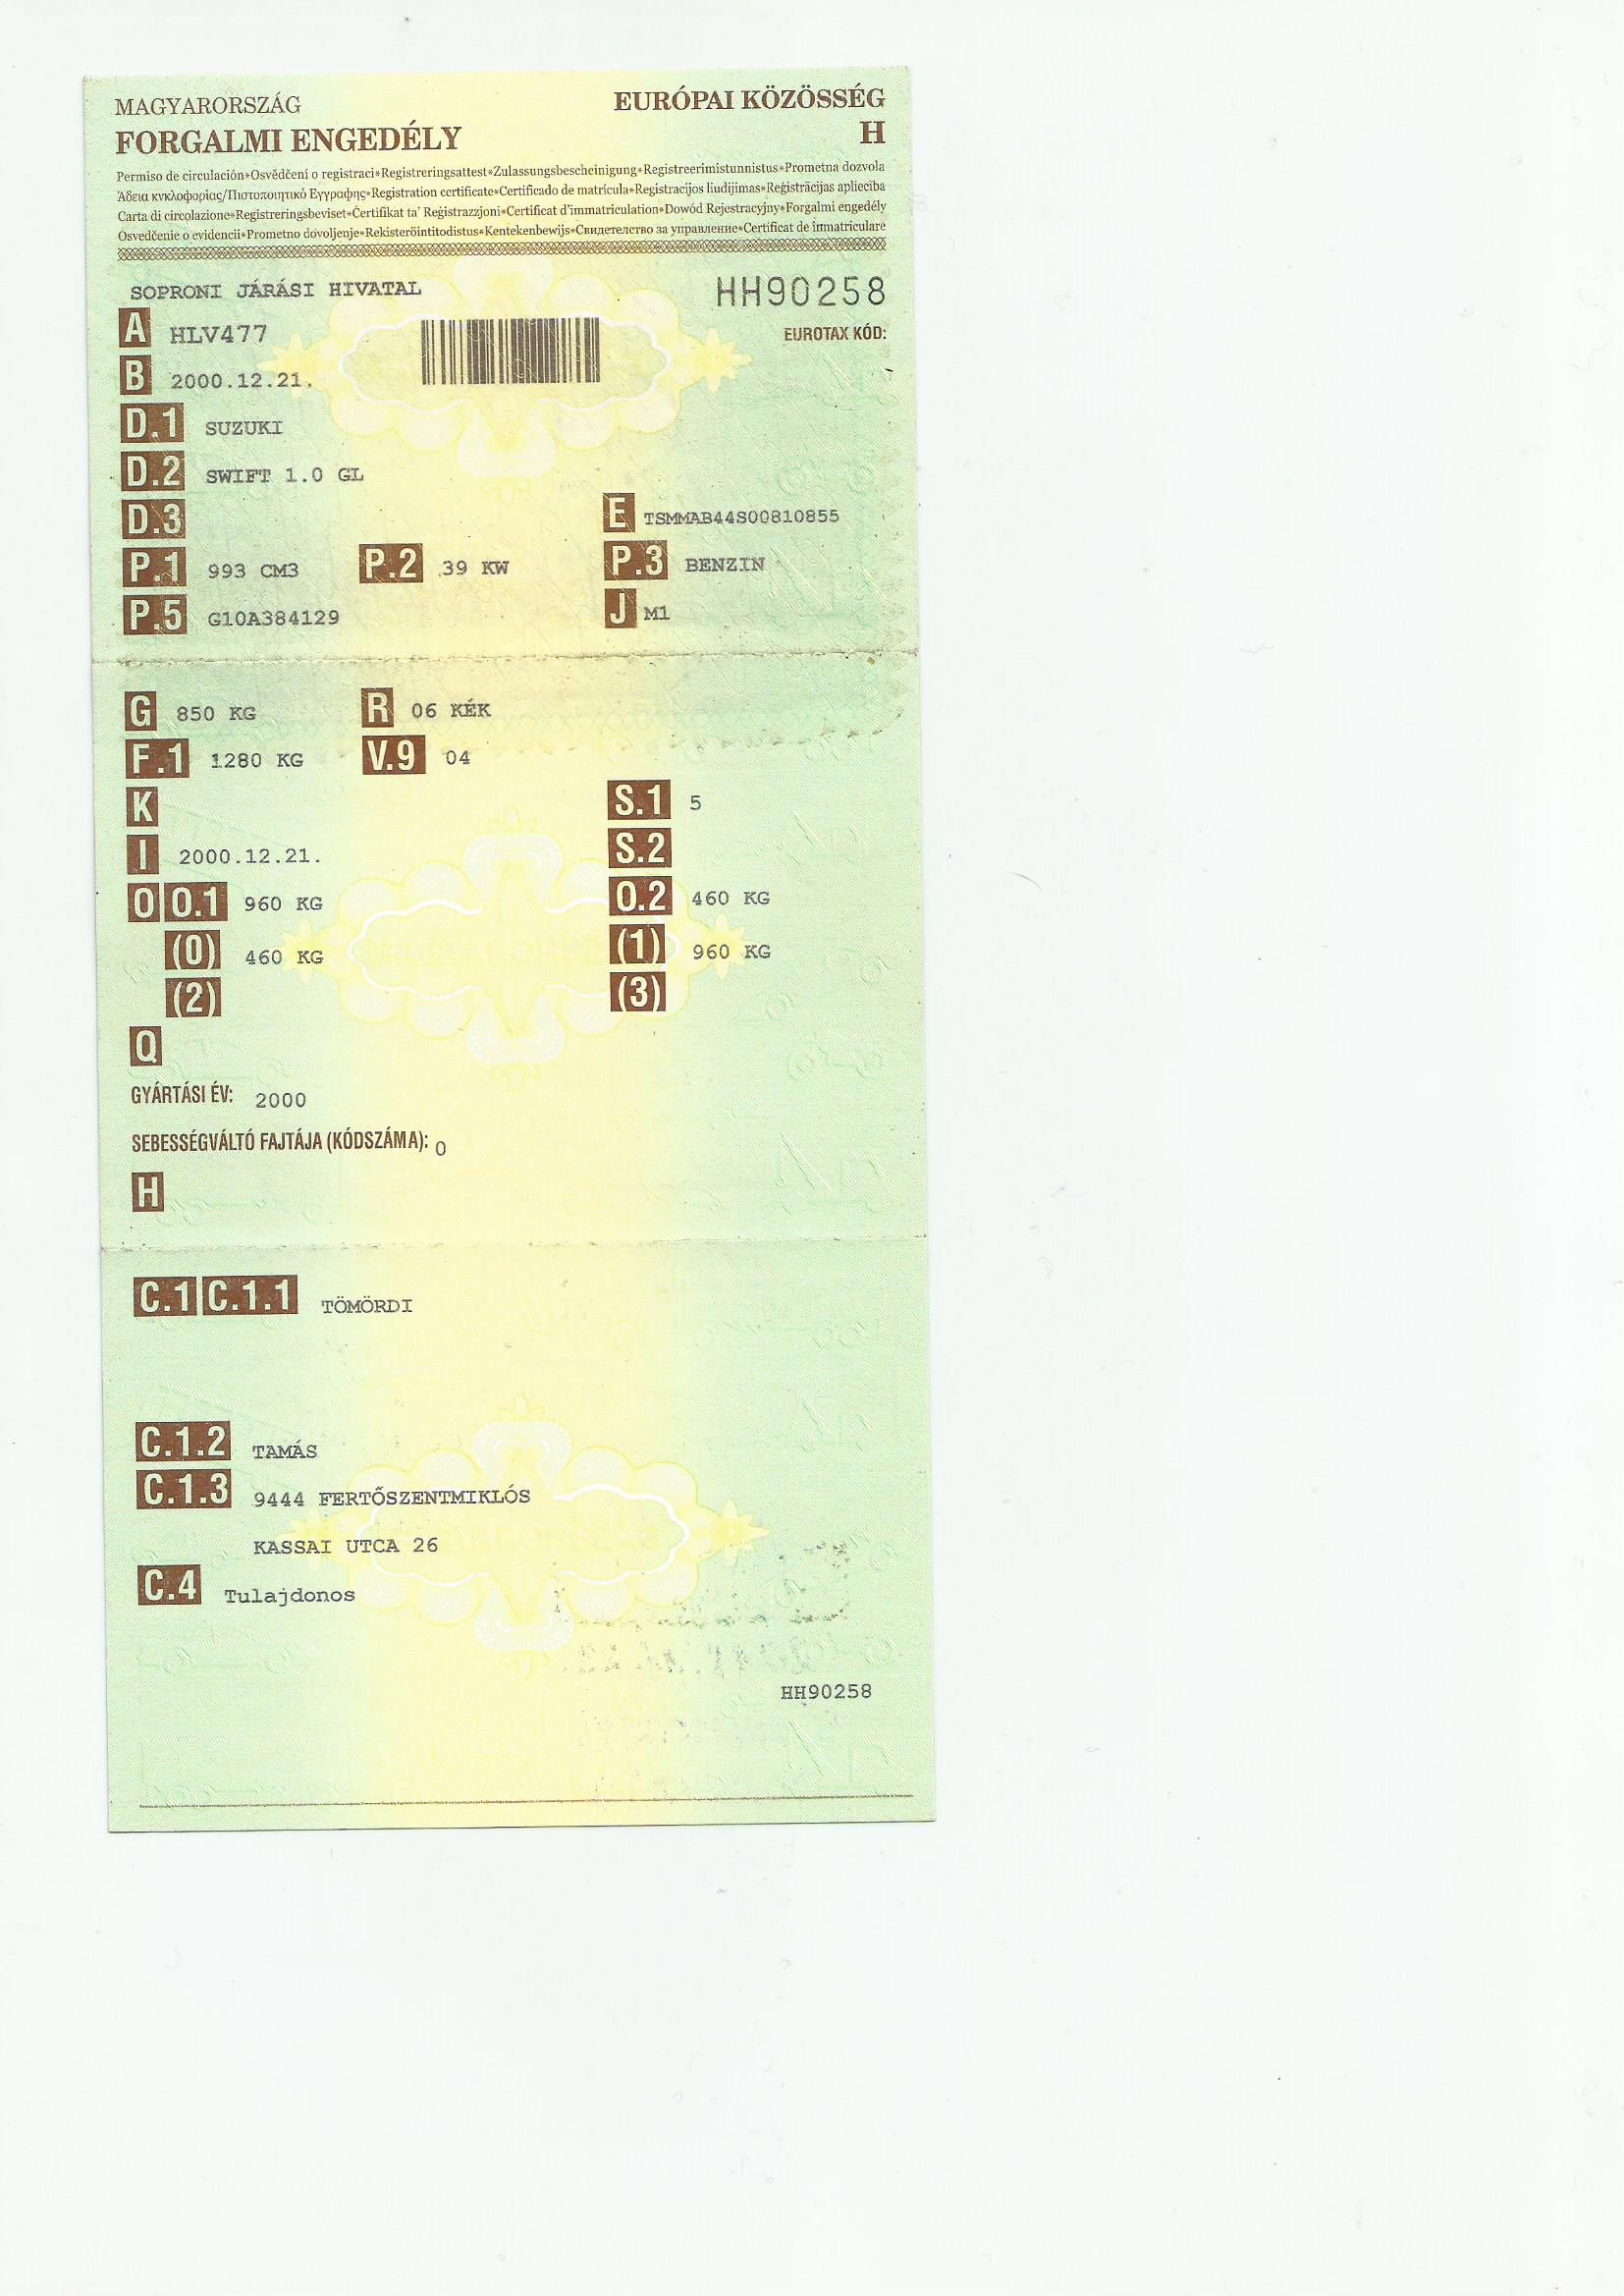 MAGYARORSZÁG EURÓPAI KÖZÖSSÉG
FORGALMI ENGEDÉLY H
Permiso de circulación*Osvědčení o registraci*Registreringsattest*Zulassungsbescheinigung*Registreerimistunnistus*Prometna dozvola
Άδεια κυκλοφορίας/Πιστοποιητικό Εγγραφης*Registration certificate*Certificado de matrícula*Registracijos liudijimas*Reģistrācijas apliecība
Carta di circolazione*Registreringsbeviset*Ċertifikat ta' Reġistrazzjoni*Certificat d'immatriculation*Dowód Rejestracyjny*Forgalmi engedély
Osvedčenie o evidencii*Prometno dovoljenje*Rekisteröintitodistus*Kentekenbewijs*Свидетелство за управление*Certificat de înmatriculare
SOPRONI JÁRÁSI HIVATAL HH90258
A HLV477 EUROTAX KÓD:
B 2000.12.21.
D.1 SUZUKI
D.2 SWIFT 1.0 GL
D.3 E TSMMAB44S00810855
P.1 993 CM3 P.2 39 KW P.3 BENZIN
P.5 G10A384129 J M1
G 850 KG R 06 KÉK
F.1 1280 KG V.9 04
K S.1 5
I 2000.12.21. S.2
O O.1 960 KG O.2 460 KG
(0) 460 KG (1) 960 KG
(2) (3)
Q
GYÁRTÁSI ÉV: 2000
SEBESSÉGVÁLTÓ FAJTÁJA (KÓDSZÁMA): 0
H
C.1 C.1.1 TÖMÖRDI
C.1.2 TAMÁS
C.1.3 9444 FERTŐSZENTMIKLÓS
KASSAI UTCA 26
C.4 Tulajdonos
HH90258